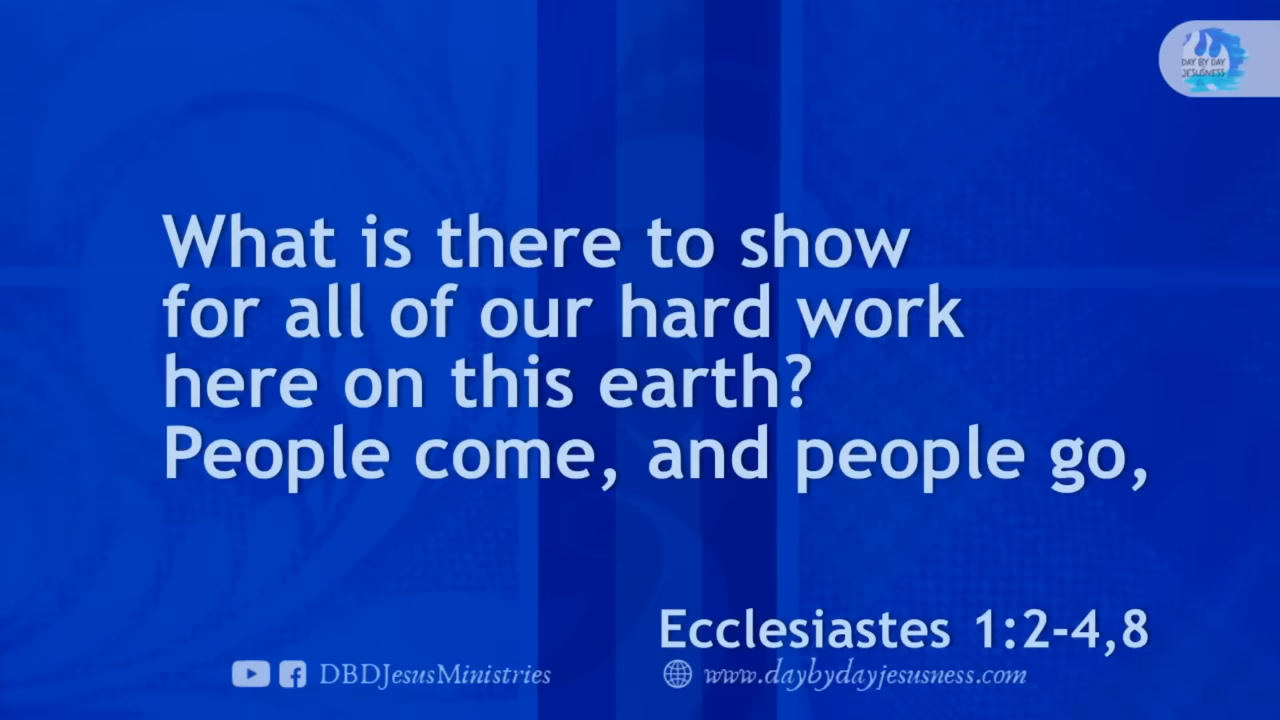 DAY BY DAY
JESUSNESS
What is there to show
for all of our hard work
here on this earth?
People come, and people go,
Ecclesiastes 1:2-4,8
DBDJesusMinistries
www.daybydayjesusness.com